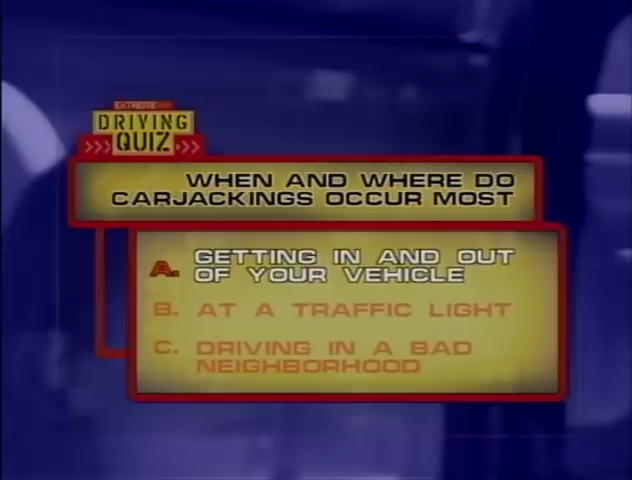 EXTREME
DRIVING
QUIZ
WHEN AND WHERE DO
CARJACKINGS OCCUR MOST
A. GETTING IN AND OUT
OF YOUR VEHICLE
B. AT A TRAFFIC LIGHT
C. DRIVING IN A BAD
NEIGHBORHOOD